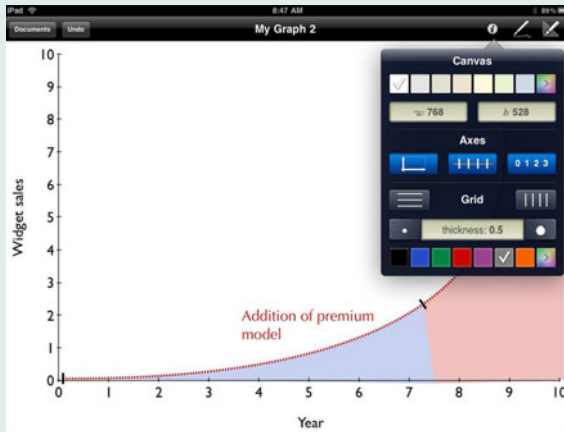 iPad 8:47 AM 89%
Documents Undo My Graph 2
Canvas
w: 768 h: 528
Axes
0 1 2 3
Grid
thickness: 0.5
10
9
8
7
6
5
4
3
2
1
0
Widget sales
Addition of premium
model
0 1 2 3 4 5 6 7 8 9 10
Year